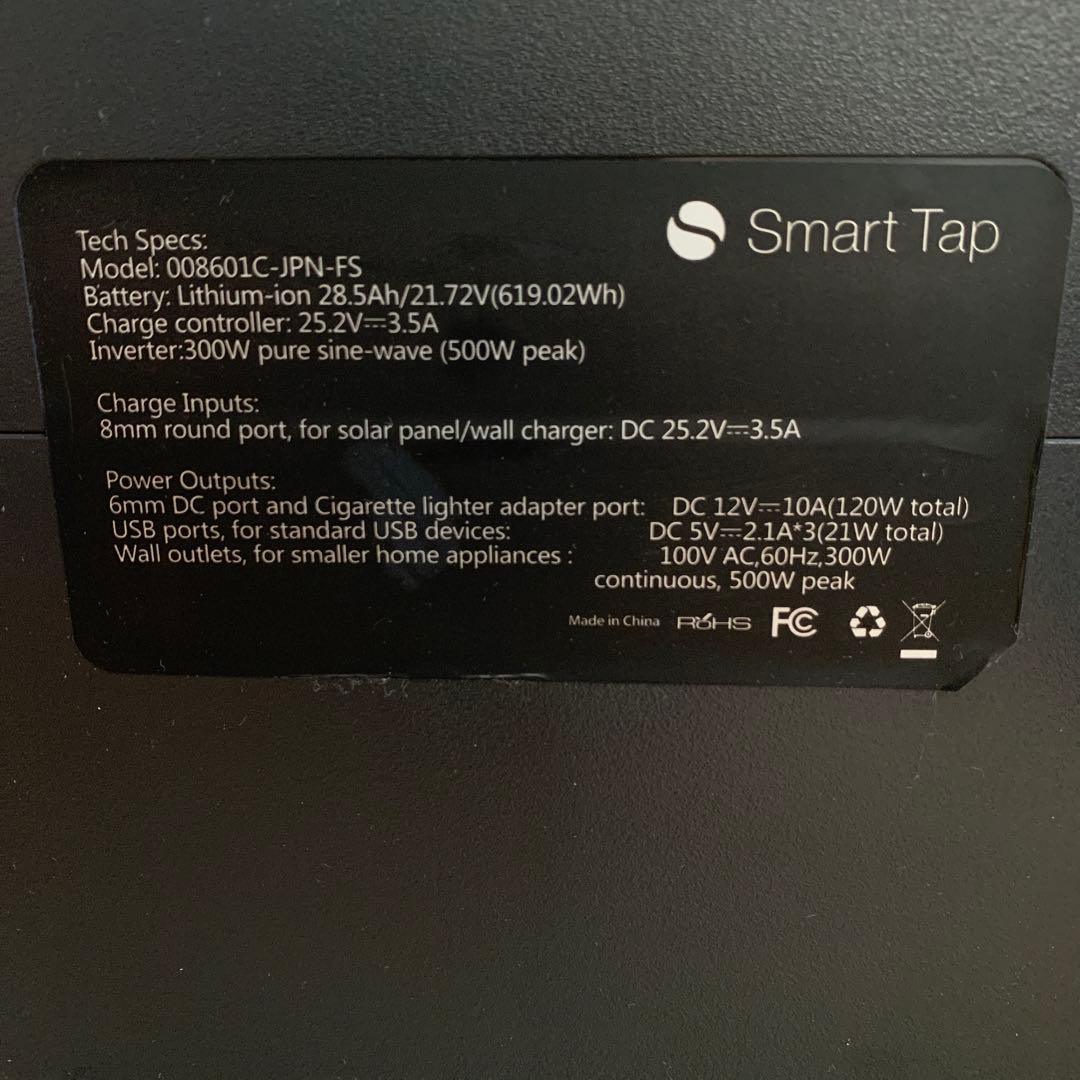 Smart Tap
Tech Specs:
Model: 008601C-JPN-FS
Battery: Lithium-ion 28.5Ah/21.72V(619.02Wh)
Charge controller: 25.2V⎓3.5A
Inverter:300W pure sine-wave (500W peak)
Charge Inputs:
8mm round port, for solar panel/wall charger: DC 25.2V⎓3.5A
Power Outputs:
6mm DC port and Cigarette lighter adapter port: DC 12V⎓10A(120W total)
USB ports, for standard USB devices: DC 5V⎓2.1A*3(21W total)
Wall outlets, for smaller home appliances : 100V AC,60Hz,300W
continuous, 500W peak
Made in China RoHS FC